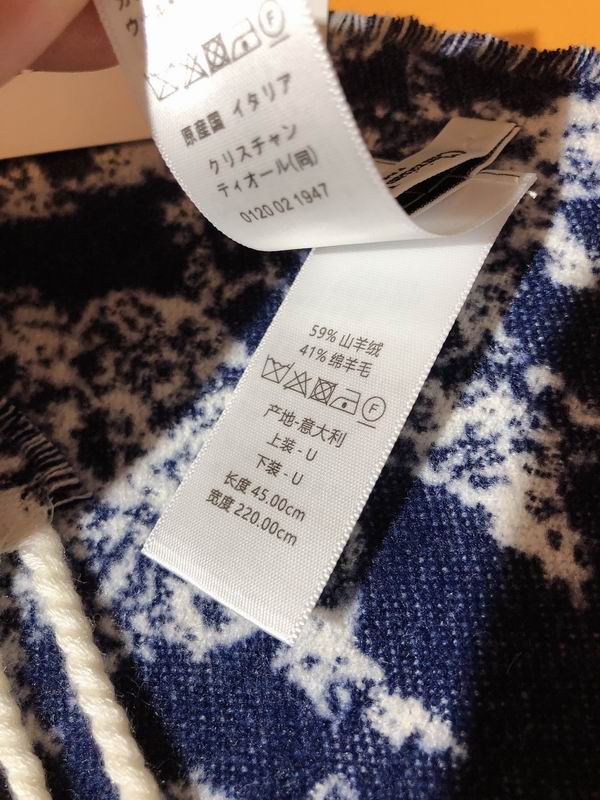 原産国 イタリア
クリスチャン
ディオール(同)
0120 02 1947
59% 山羊绒
41% 绵羊毛
F
产地-意大利
上装 - U
下装 - U
长度 45.00cm
宽度 220.00cm